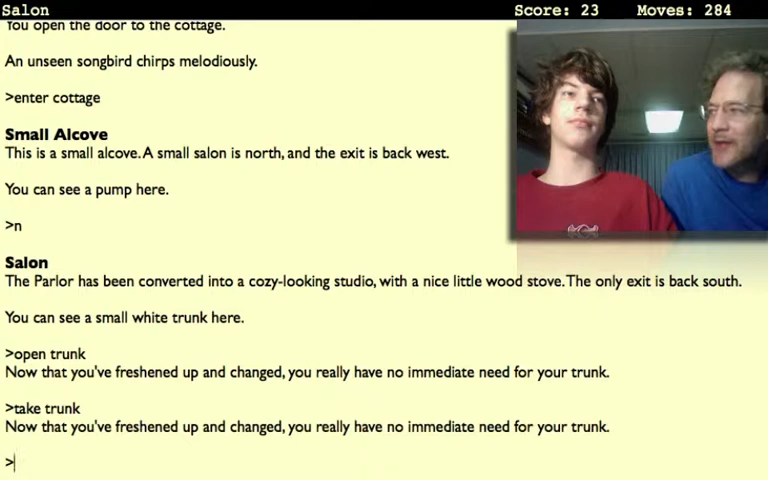 Salon Score: 23 Moves: 284
You open the door to the cottage.
An unseen songbird chirps melodiously.
>enter cottage
Small Alcove
This is a small alcove. A small salon is north, and the exit is back west.
You can see a pump here.
>n
Salon
The Parlor has been converted into a cozy-looking studio, with a nice little wood stove. The only exit is back south.
You can see a small white trunk here.
>open trunk
Now that you've freshened up and changed, you really have no immediate need for your trunk.
>take trunk
Now that you've freshened up and changed, you really have no immediate need for your trunk.
>